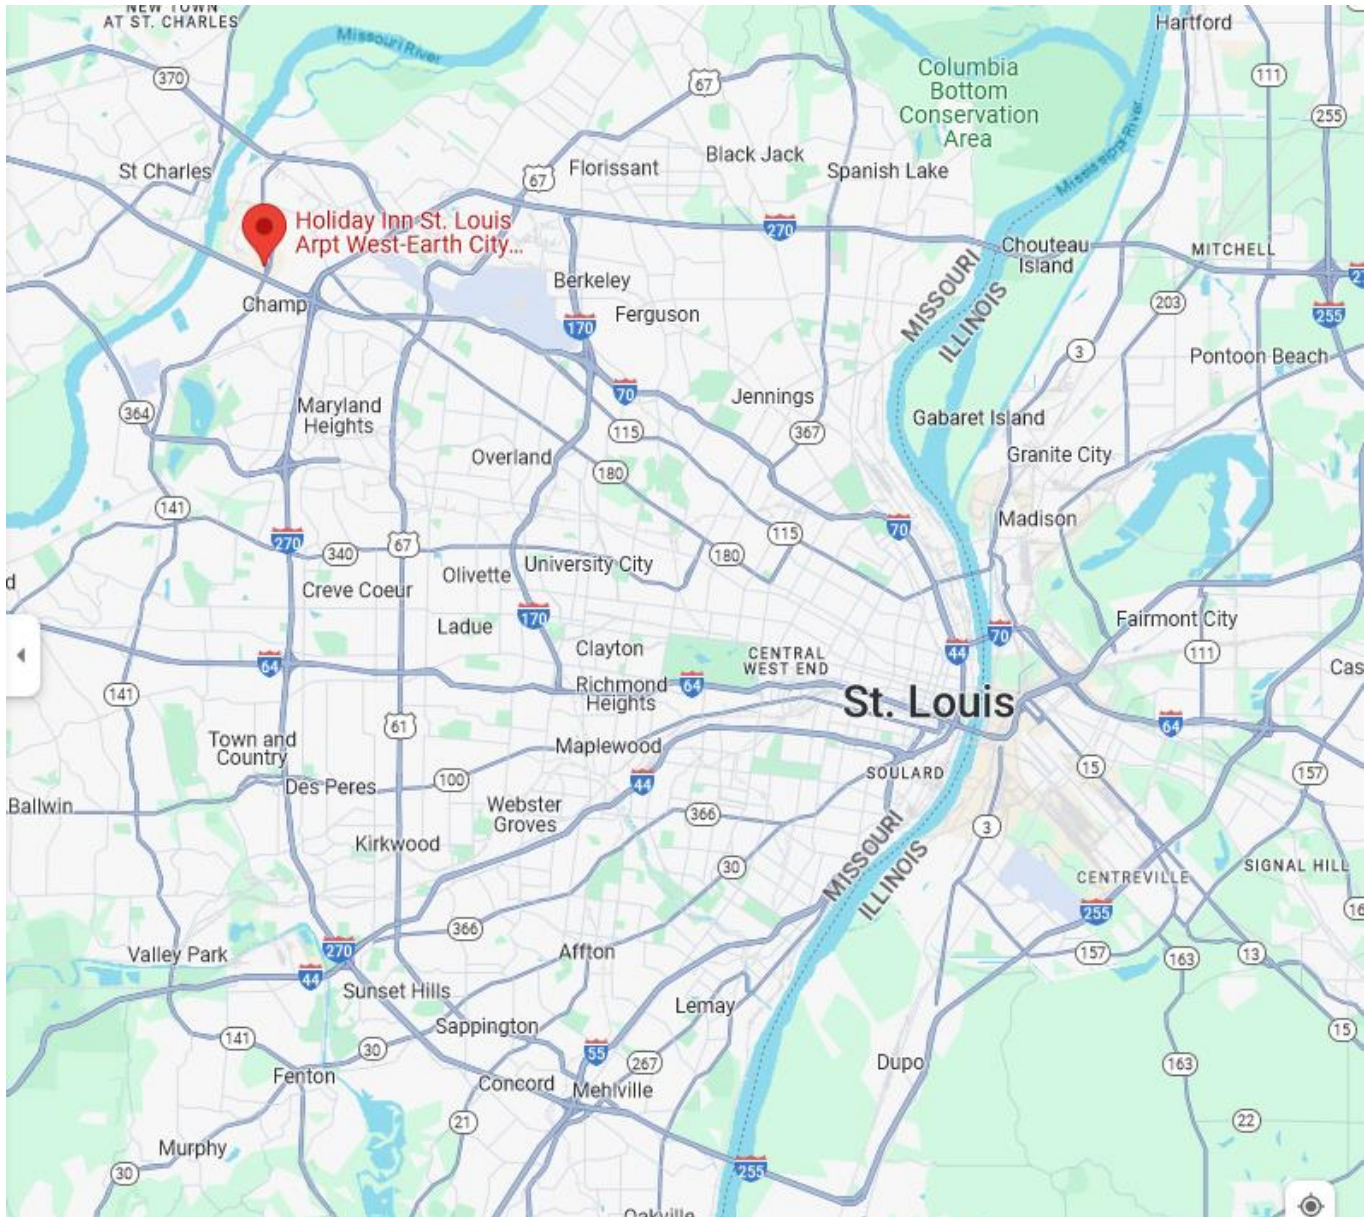 NEW TOWN
AT ST. CHARLES
Missouri River
Hartford
370
67
Columbia
Bottom
Conservation
Area
111
255
Mississippi River
St Charles
Florissant
Black Jack
Spanish Lake
67
Holiday Inn St. Louis
Arpt West-Earth City...
270
Chouteau
Island
MITCHELL
MISSOURI
ILLINOIS
Berkeley
Champ
Ferguson
170
203
255
3
Pontoon Beach
70
Jennings
364
Maryland
Heights
115
367
Gabaret Island
Overland
180
Granite City
141
Madison
270
340
67
70
115
180
University City
Olivette
Creve Coeur
Ladue
170
Fairmont City
Clayton
CENTRAL
WEST END
44
70
111
64
Richmond
Heights
64
Cas
141
St. Louis
61
64
Town and
Country
Maplewood
SOULARD
15
157
Des Peres
100
44
Ballwin
Webster
Groves
366
3
Kirkwood
MISSOURI
ILLINOIS
30
SIGNAL HILL
CENTREVILLE
255
366
270
Valley Park
Affton
157
163
13
44
Sunset Hills
Lemay
Sappington
15
141
30
55
267
Dupo
163
Fenton
Concord
Mehlville
21
22
Murphy
30
255
Oakville